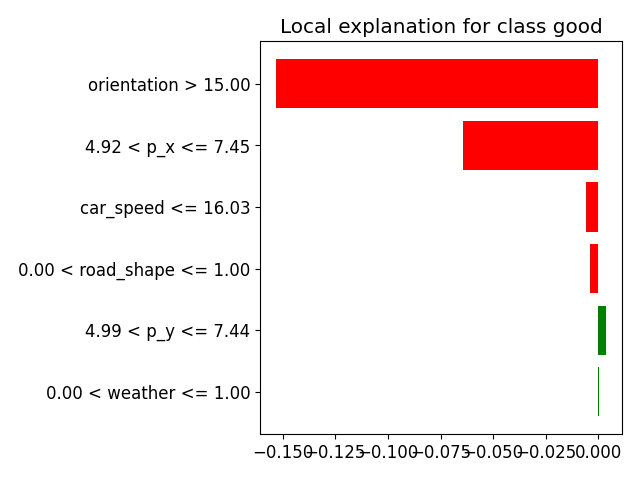 Local explanation for class good
orientation > 15.00
4.92 < p_x <= 7.45
car_speed <= 16.03
0.00 < road_shape <= 1.00
4.99 < p_y <= 7.44
0.00 < weather <= 1.00
−0.150 −0.125 −0.100 −0.075 −0.050 −0.025 0.000